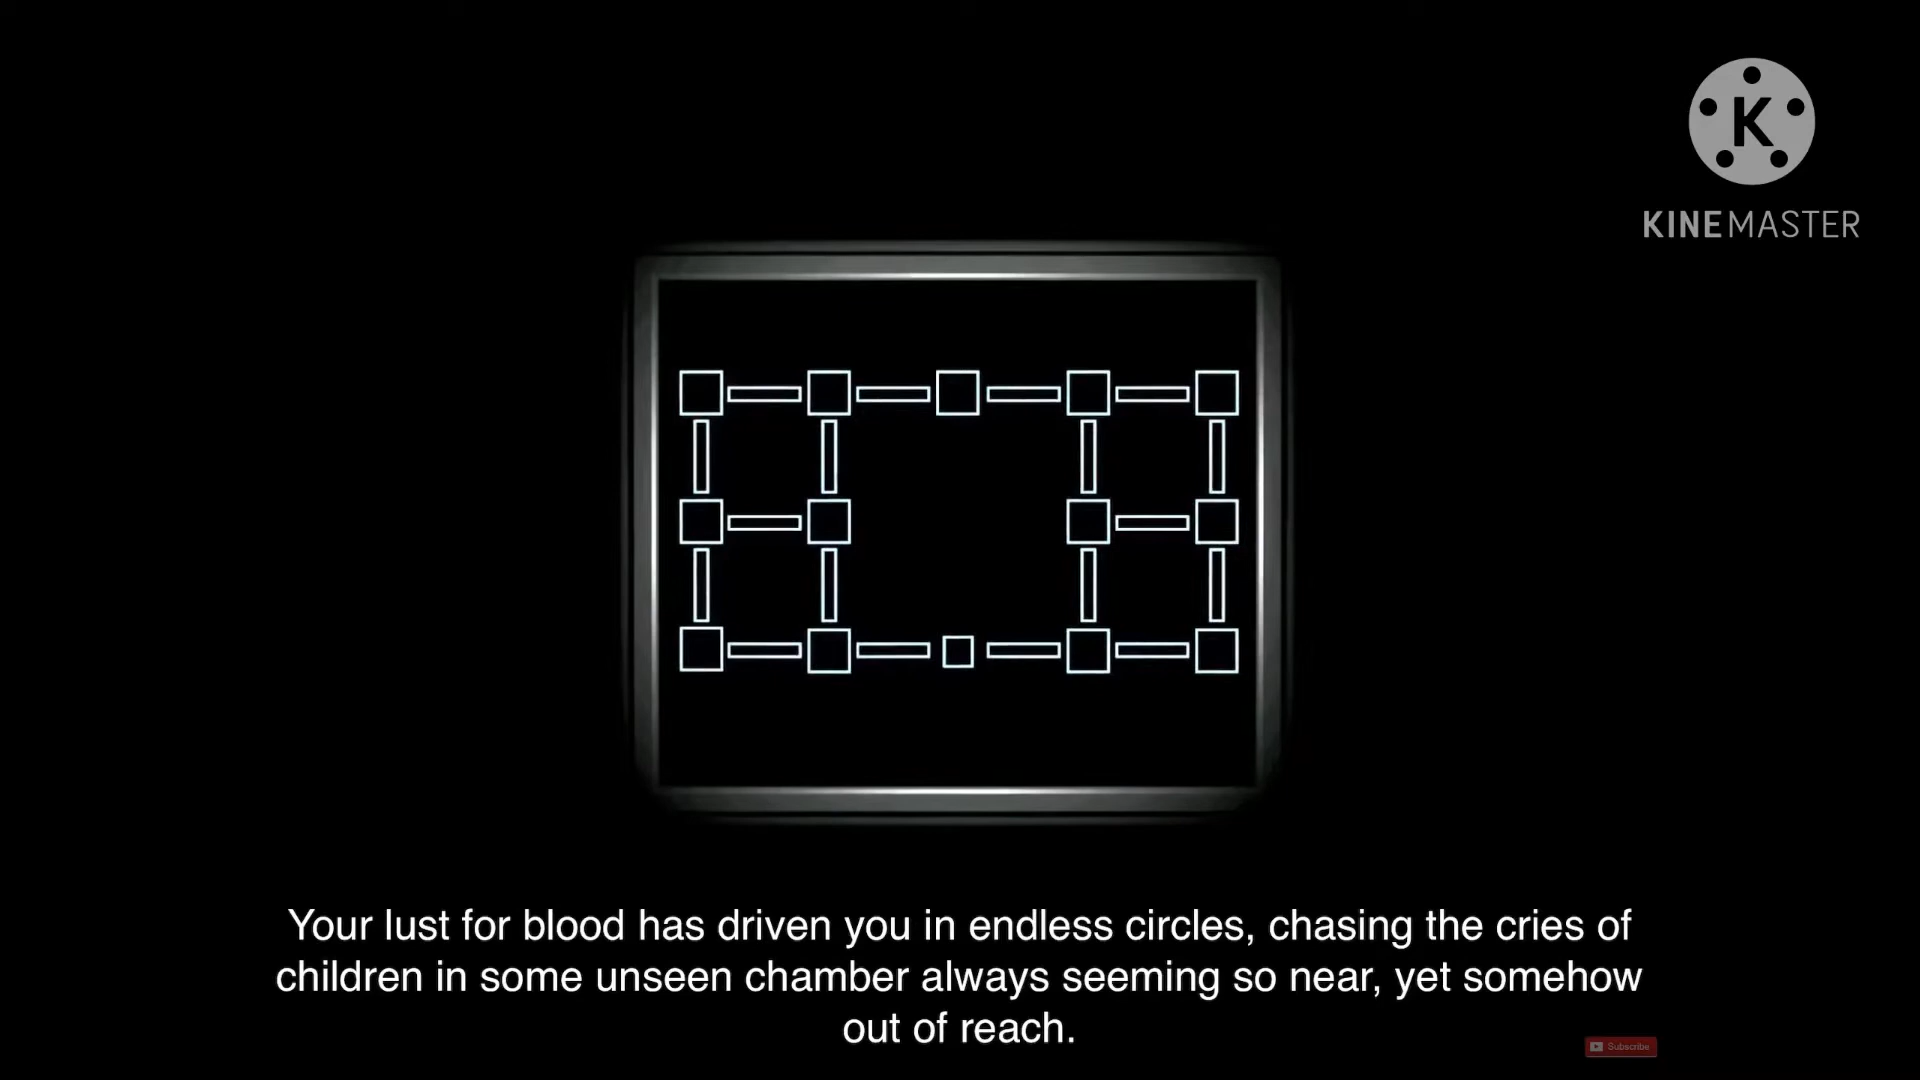 K
KINEMASTER
Your lust for blood has driven you in endless circles, chasing the cries of
children in some unseen chamber always seeming so near, yet somehow
out of reach.
Subscribe